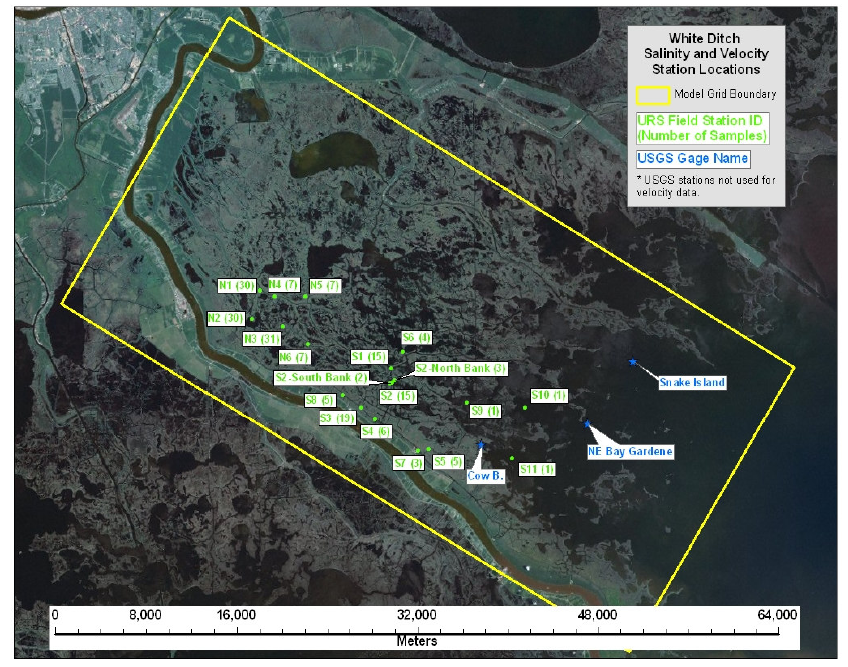 White Ditch
Salinity and Velocity
Station Locations
Model Grid Boundary
URS Field Station ID
(Number of Samples)
USGS Gage Name
* USGS stations not used for
velocity data.
N1 (30)
N4 (7)
N5 (7)
N2 (30)
N3 (31)
N6 (7)
S6 (1)
S1 (15)
S2-North Bank (3)
S2-South Bank (2)
S2 (15)
Snake Island
S8 (5)
S10 (1)
S9 (1)
S3 (19)
S4 (6)
NE Bay Gardene
S7 (3)
S5 (5)
S11 (1)
Cow B.
0 8,000 16,000 32,000 48,000 64,000
Meters